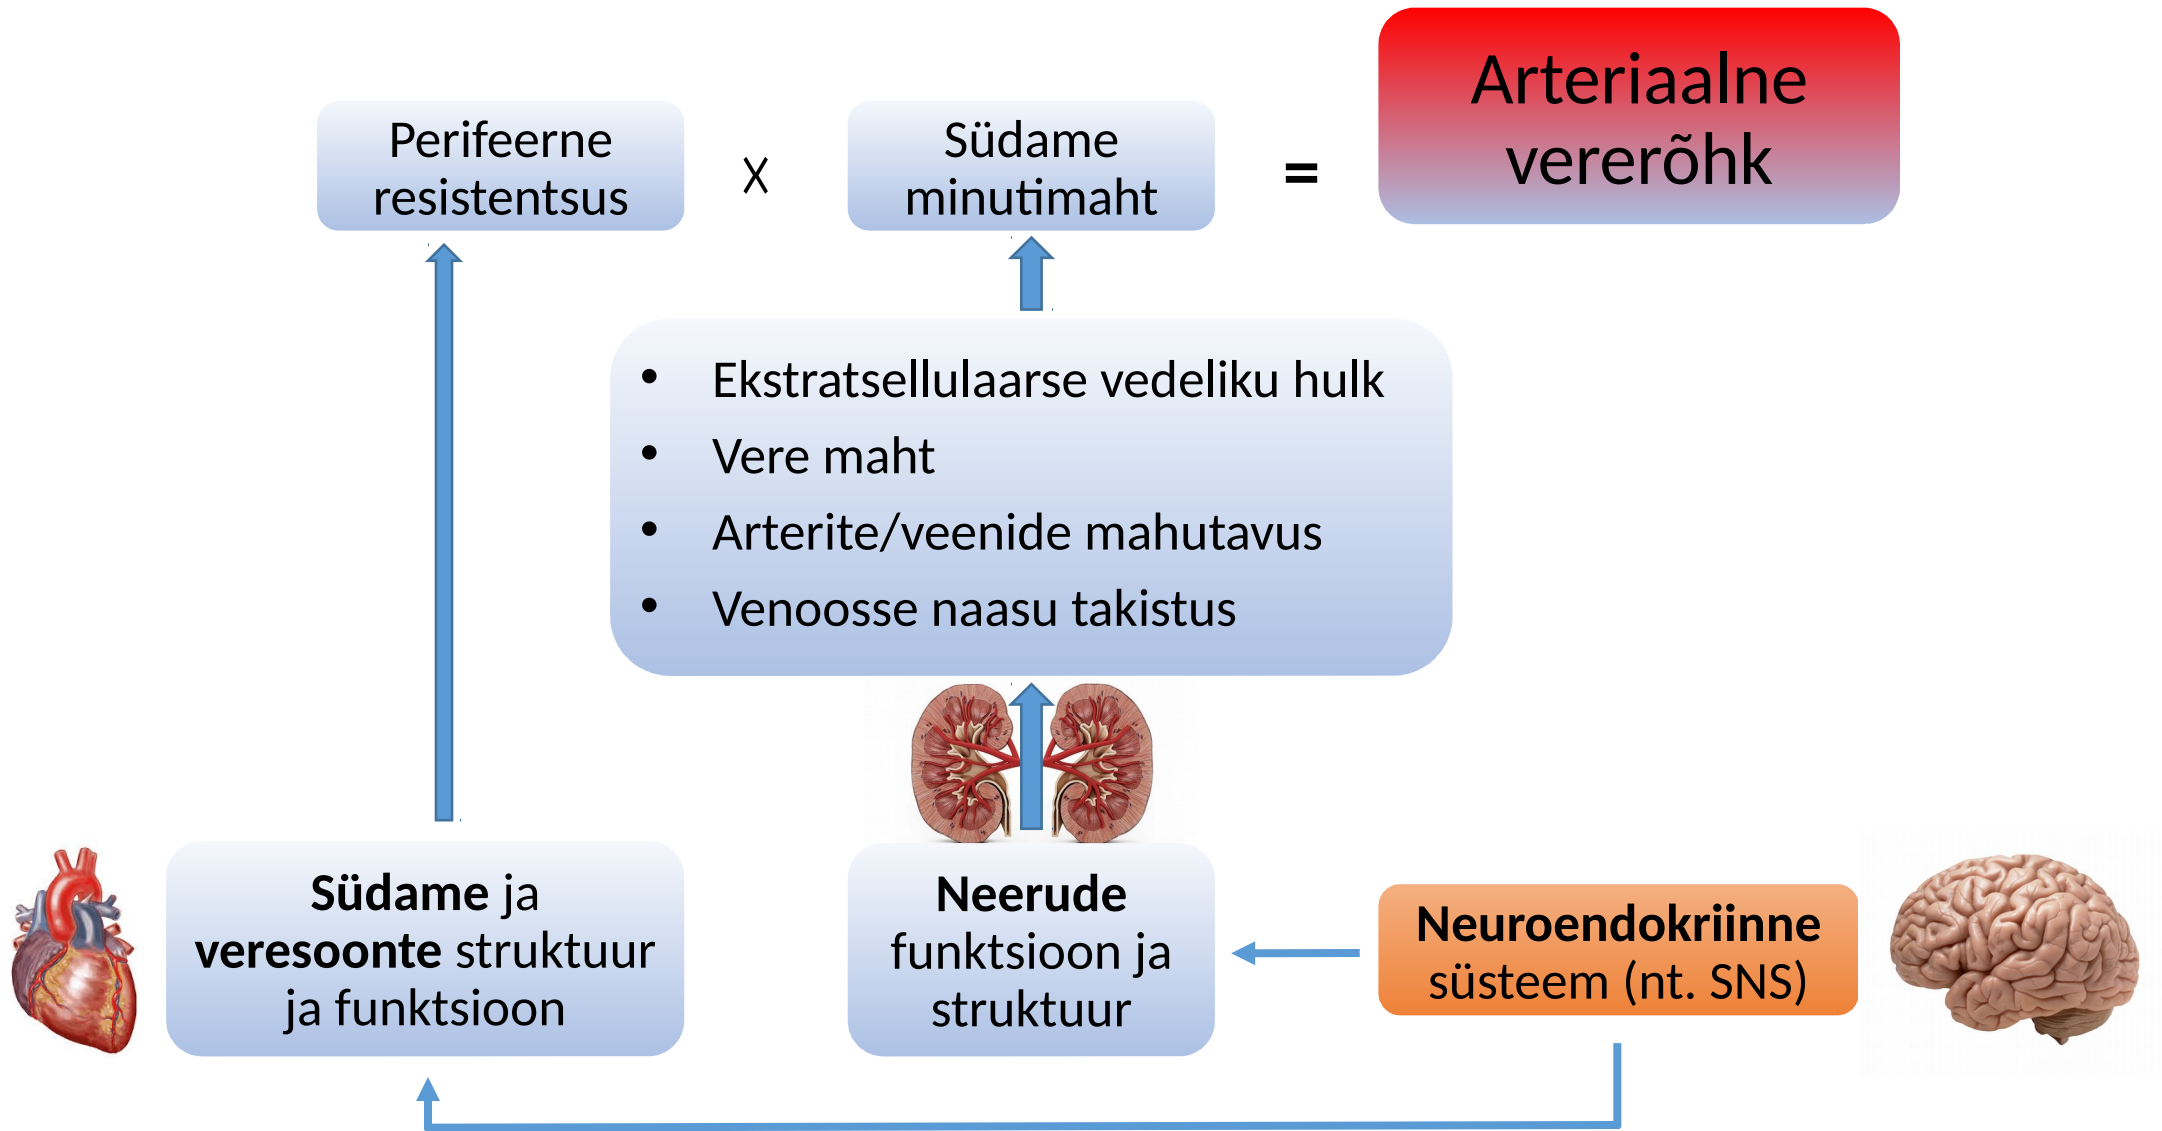 Arteriaalne
vererõhk
Perifeerne
resistentsus
X
Südame
minutimaht
=
• Ekstratsellulaarse vedeliku hulk
• Vere maht
• Arterite/veenide mahutavus
• Venoosse naasu takistus
Südame ja
veresoonte struktuur
ja funktsioon
Neerude
funktsioon ja
struktuur
Neuroendokriinne
süsteem (nt. SNS)